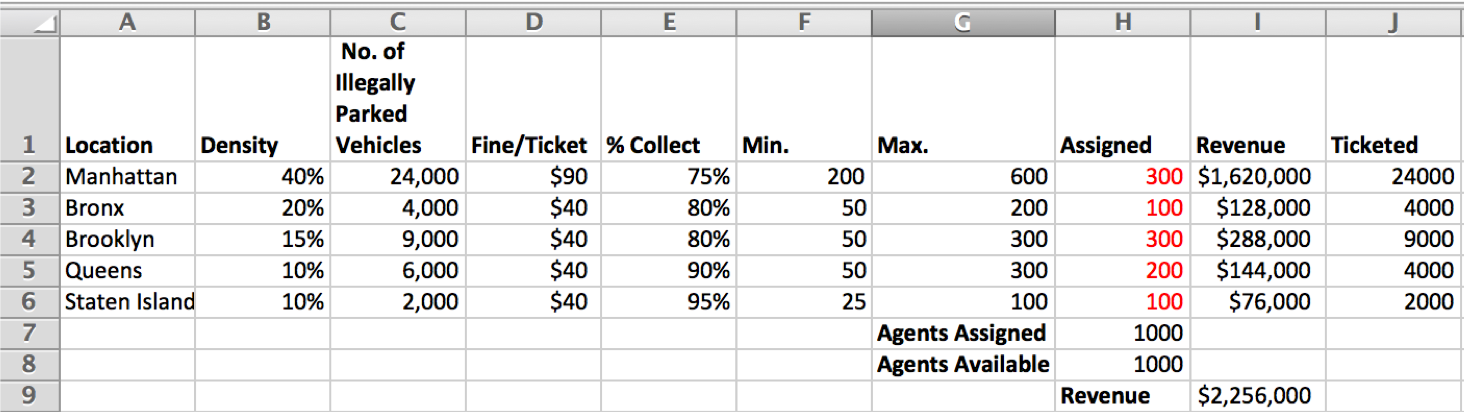 A B C D E F G H I J
1 Location Density No. of Illegally Parked Vehicles Fine/Ticket % Collect Min. Max. Assigned Revenue Ticketed
2 Manhattan 40% 24,000 $90 75% 200 600 300 $1,620,000 24000
3 Bronx 20% 4,000 $40 80% 50 200 100 $128,000 4000
4 Brooklyn 15% 9,000 $40 80% 50 300 300 $288,000 9000
5 Queens 10% 6,000 $40 90% 50 300 200 $144,000 4000
6 Staten Island 10% 2,000 $40 95% 25 100 100 $76,000 2000
7 Agents Assigned 1000
8 Agents Available 1000
9 Revenue $2,256,000